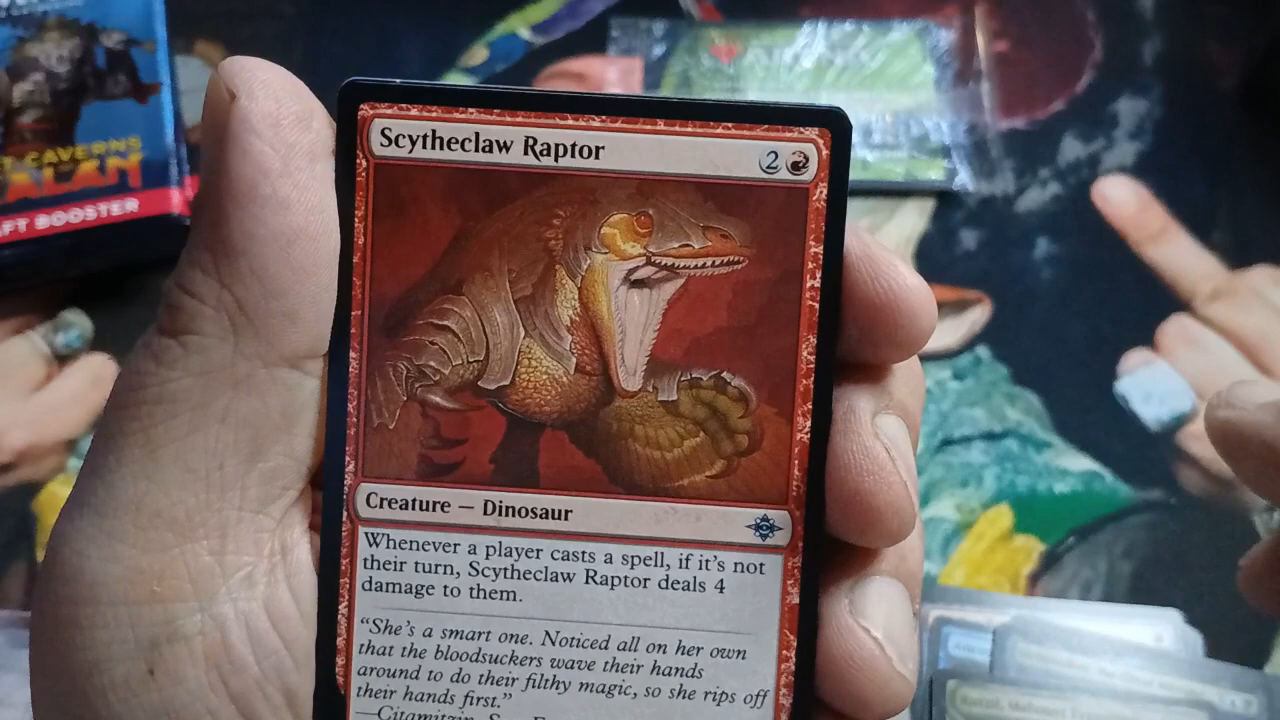 T CAVERNS
ALAN
AFT BOOSTER
Scytheclaw Raptor
2
Creature — Dinosaur
Whenever a player casts a spell, if it's not
their turn, Scytheclaw Raptor deals 4
damage to them.
"She's a smart one. Noticed all on her own
that the bloodsuckers wave their hands
around to do their filthy magic, so she rips off
their hands first."